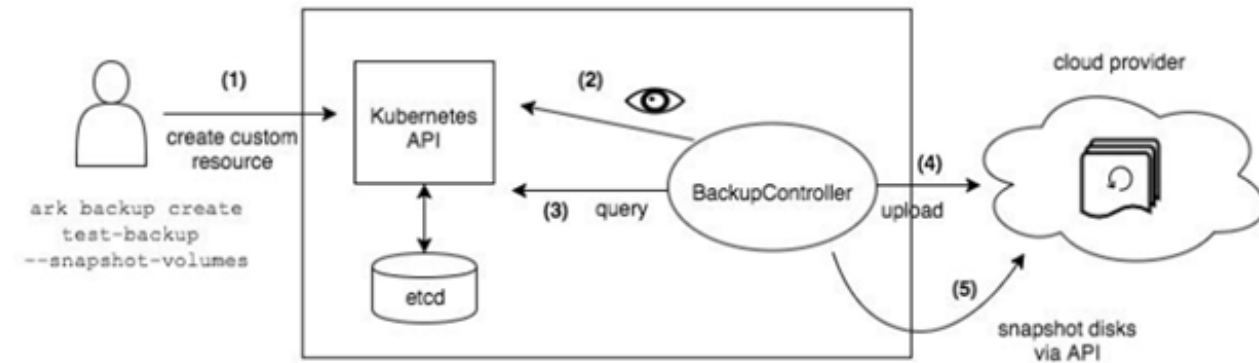 (1)
create custom
resource
ark backup create
test-backup
--snapshot-volumes
Kubernetes
API
etcd
(2)
(3)
query
BackupController
(4)
upload
cloud provider
(5)
snapshot disks
via API